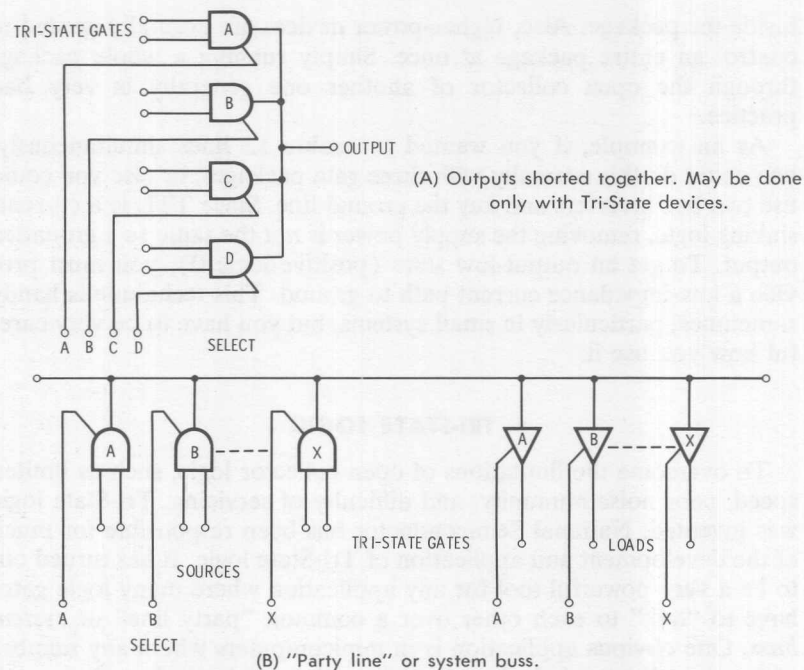 TRI-STATE GATES
A
B
OUTPUT
C
D
A B C D
SELECT
(A) Outputs shorted together. May be done
only with Tri-State devices.
A B X
A B X
TRI-STATE GATES
SOURCES
LOADS
A B X
A B X
SELECT
(B) "Party line" or system buss.